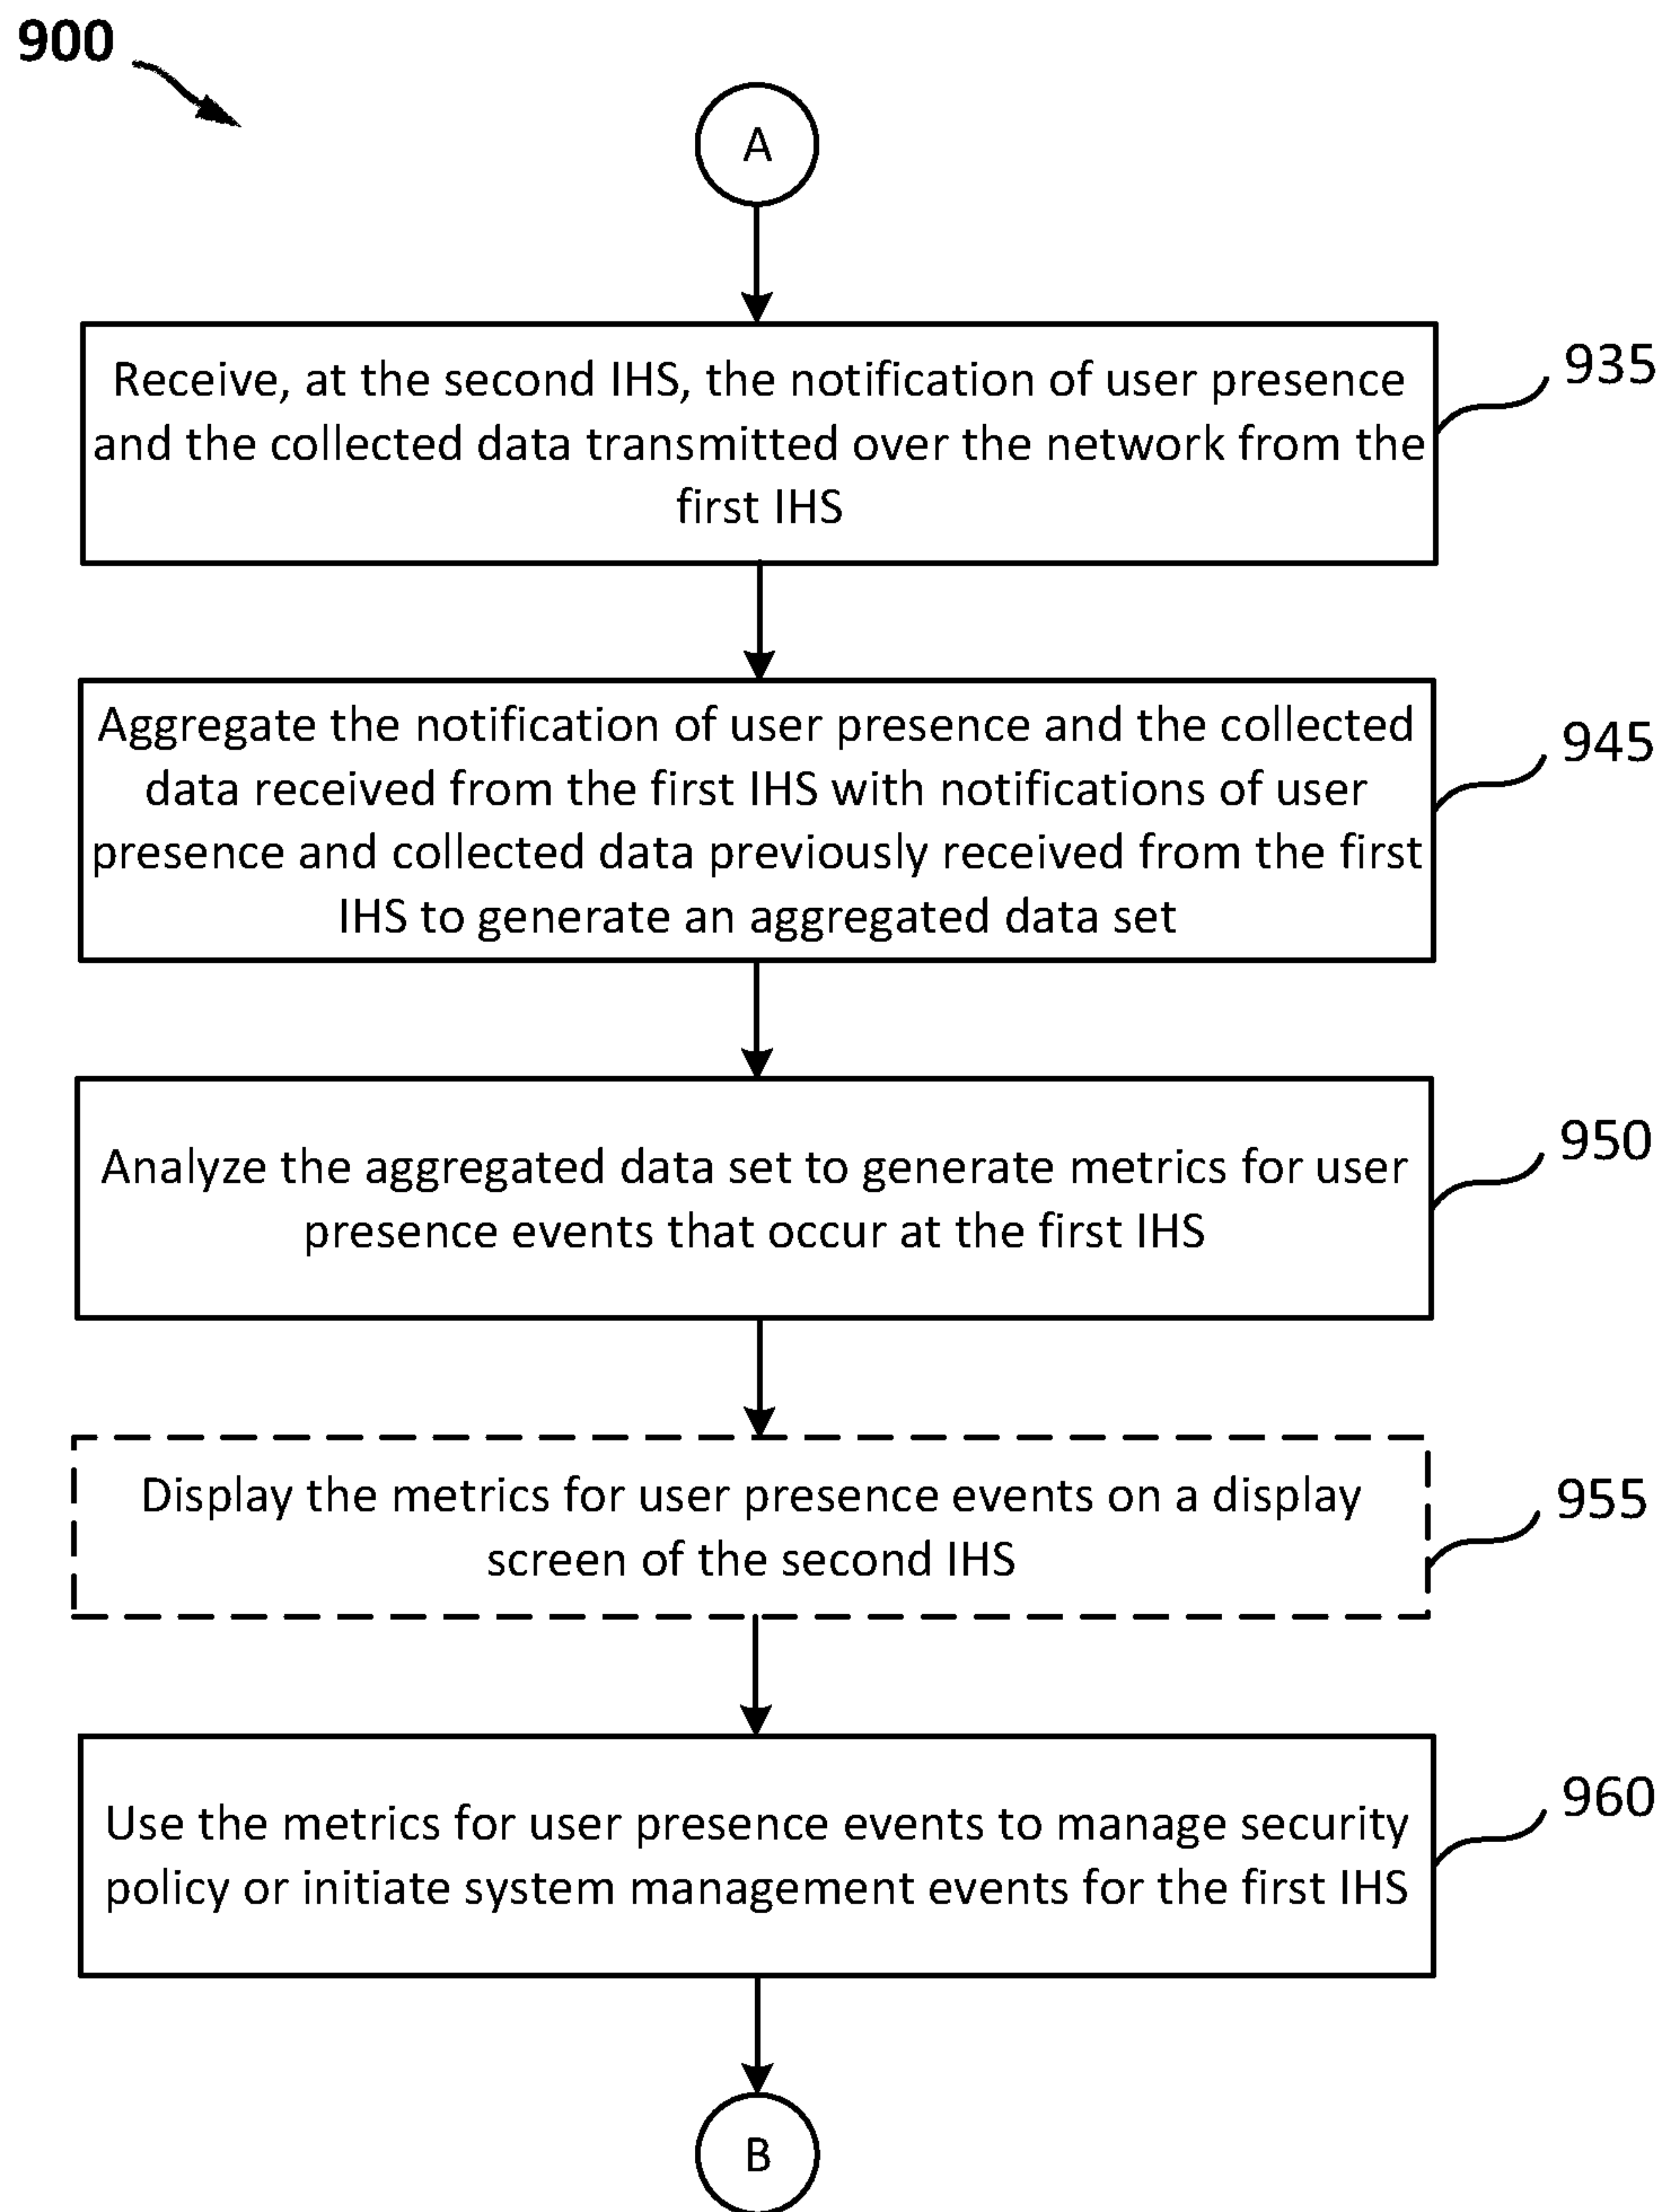 900
A
Receive, at the second IHS, the notification of user presence
and the collected data transmitted over the network from the
first IHS
935
Aggregate the notification of user presence and the collected
data received from the first IHS with notifications of user
presence and collected data previously received from the first
IHS to generate an aggregated data set
945
Analyze the aggregated data set to generate metrics for user
presence events that occur at the first IHS
950
Display the metrics for user presence events on a display
screen of the second IHS
955
Use the metrics for user presence events to manage security
policy or initiate system management events for the first IHS
960
B